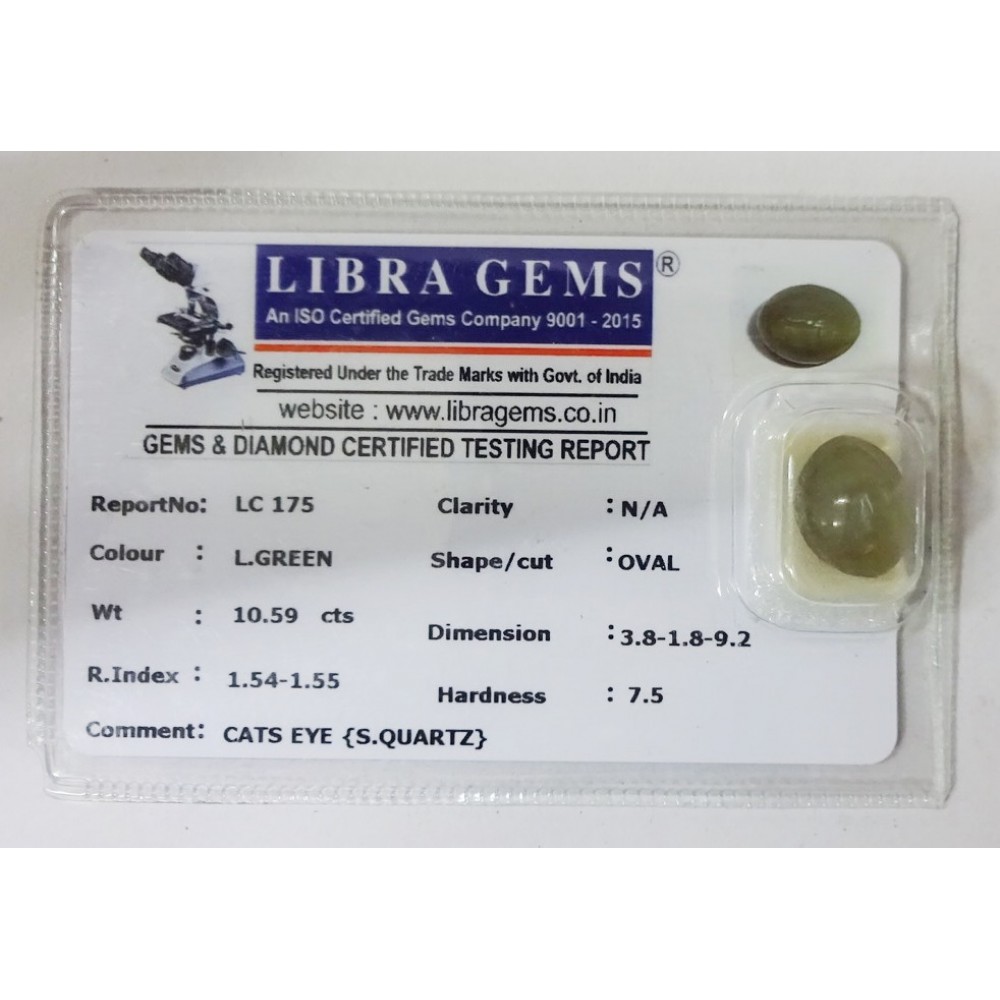 LIBRA GEMS ®
An ISO Certified Gems Company 9001 - 2015
Registered Under the Trade Marks with Govt. of India
website : www.libragems.co.in
GEMS & DIAMOND CERTIFIED TESTING REPORT
ReportNo: LC 175 Clarity : N/A
Colour : L.GREEN Shape/cut : OVAL
Wt : 10.59 cts Dimension : 3.8-1.8-9.2
R.Index : 1.54-1.55 Hardness : 7.5
Comment: CATS EYE {S.QUARTZ}